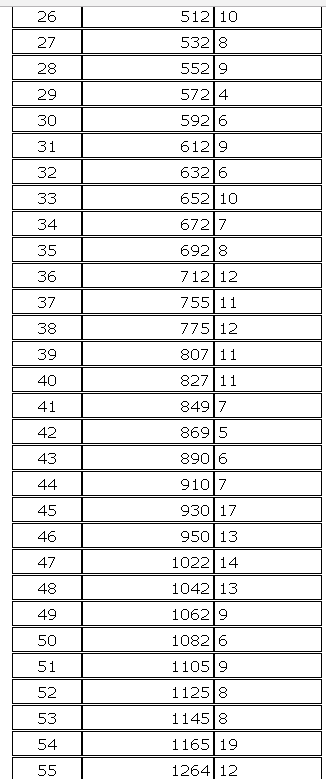 26 512 10
27 532 8
28 552 9
29 572 4
30 592 6
31 612 9
32 632 6
33 652 10
34 672 7
35 692 8
36 712 12
37 755 11
38 775 12
39 807 11
40 827 11
41 849 7
42 869 5
43 890 6
44 910 7
45 930 17
46 950 13
47 1022 14
48 1042 13
49 1062 9
50 1082 6
51 1105 9
52 1125 8
53 1145 8
54 1165 19
55 1264 12